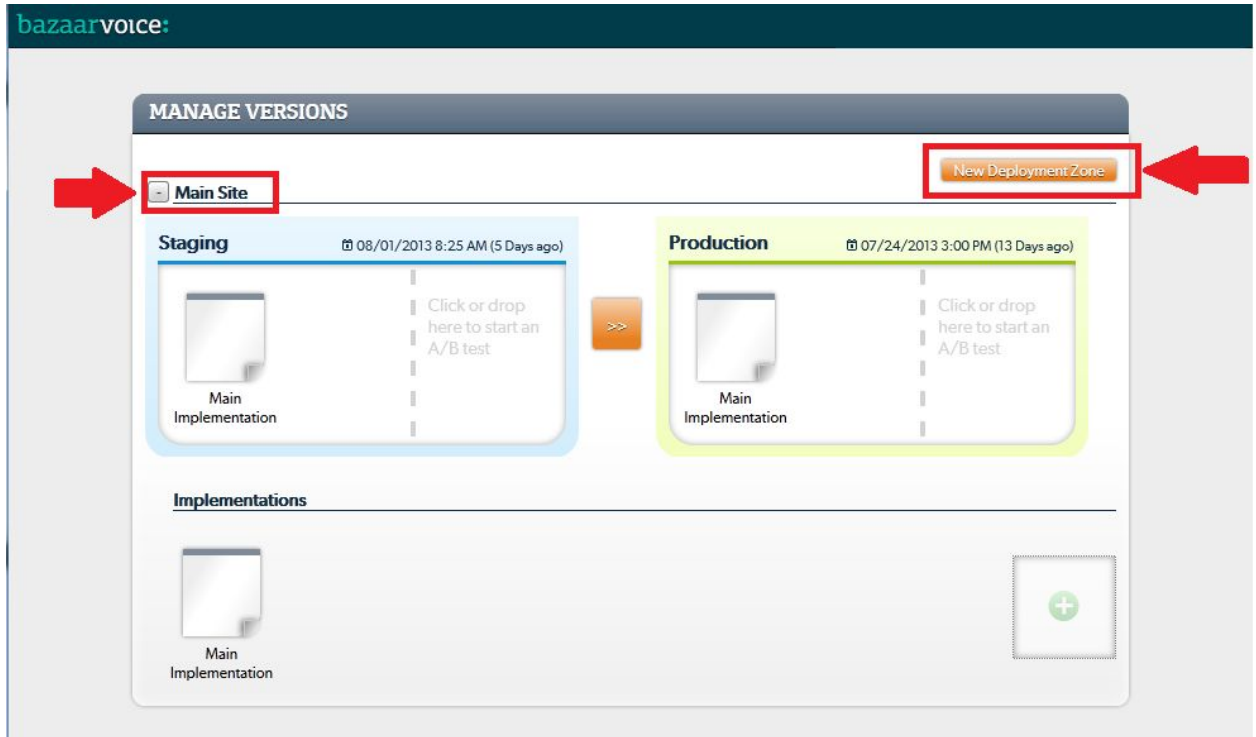 bazaarvoice:
MANAGE VERSIONS
New Deployment Zone
- Main Site
Staging
08/01/2013 8:25 AM (5 Days ago)
Click or drop
here to start an
A/B test
Main
Implementation
>>
Production
07/24/2013 3:00 PM (13 Days ago)
Click or drop
here to start an
A/B test
Main
Implementation
Implementations
Main
Implementation